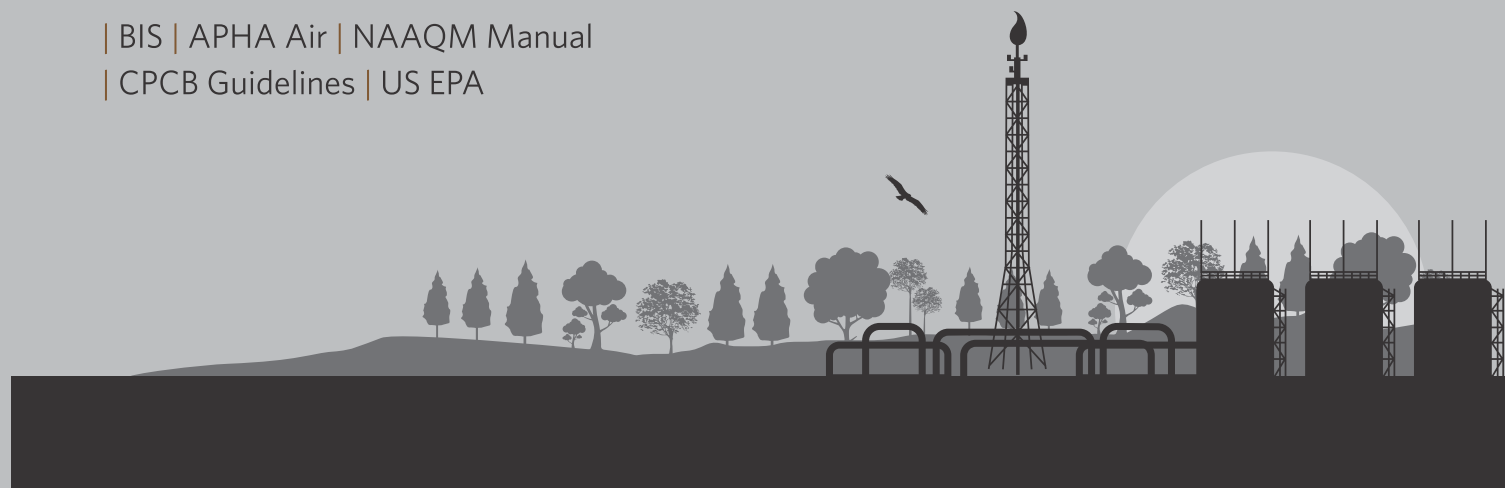 | BIS | APHA Air | NAAQM Manual
| CPCB Guidelines | US EPA